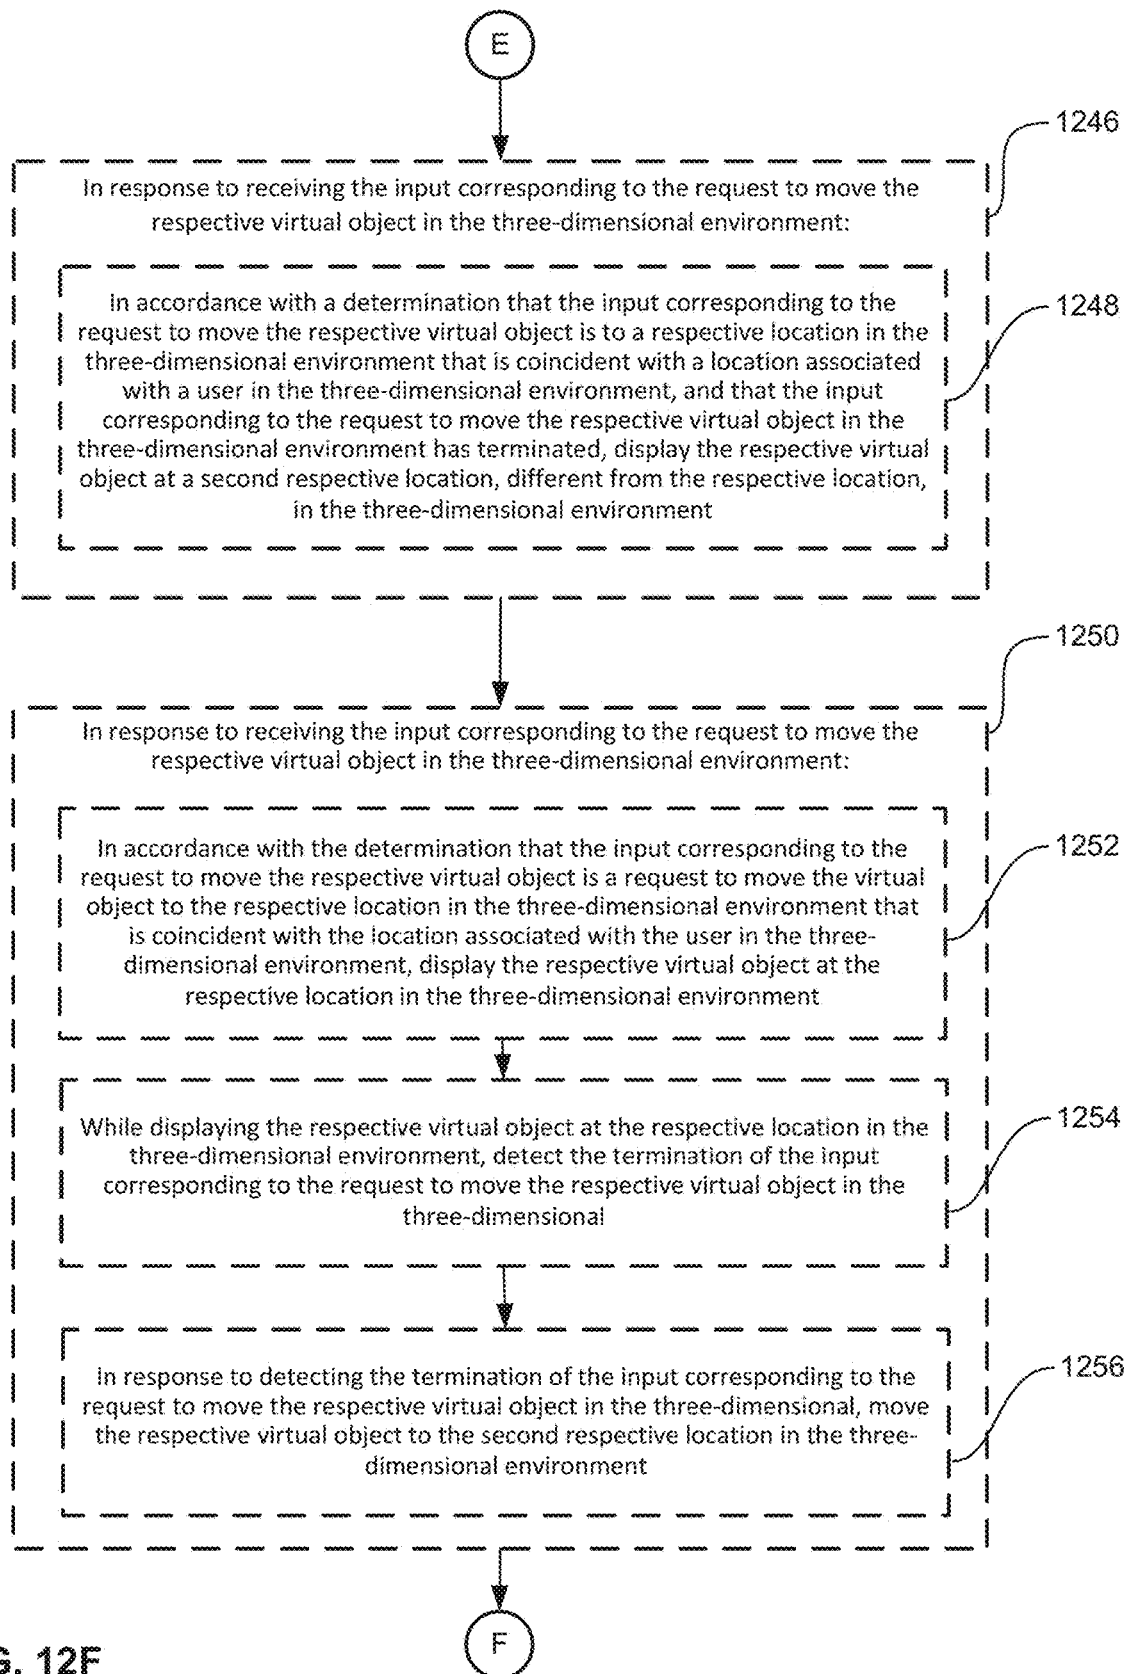 E
1246
In response to receiving the input corresponding to the request to move the
respective virtual object in the three-dimensional environment:
1248
In accordance with a determination that the input corresponding to the
request to move the respective virtual object is to a respective location in the
three-dimensional environment that is coincident with a location associated
with a user in the three-dimensional environment, and that the input
corresponding to the request to move the respective virtual object in the
three-dimensional environment has terminated, display the respective virtual
object at a second respective location, different from the respective location,
in the three-dimensional environment
1250
In response to receiving the input corresponding to the request to move the
respective virtual object in the three-dimensional environment:
1252
In accordance with the determination that the input corresponding to the
request to move the respective virtual object is a request to move the virtual
object to the respective location in the three-dimensional environment that
is coincident with the location associated with the user in the three-
dimensional environment, display the respective virtual object at the
respective location in the three-dimensional environment
1254
While displaying the respective virtual object at the respective location in the
three-dimensional environment, detect the termination of the input
corresponding to the request to move the respective virtual object in the
three-dimensional
1256
In response to detecting the termination of the input corresponding to the
request to move the respective virtual object in the three-dimensional, move
the respective virtual object to the second respective location in the three-
dimensional environment
F
G. 12F